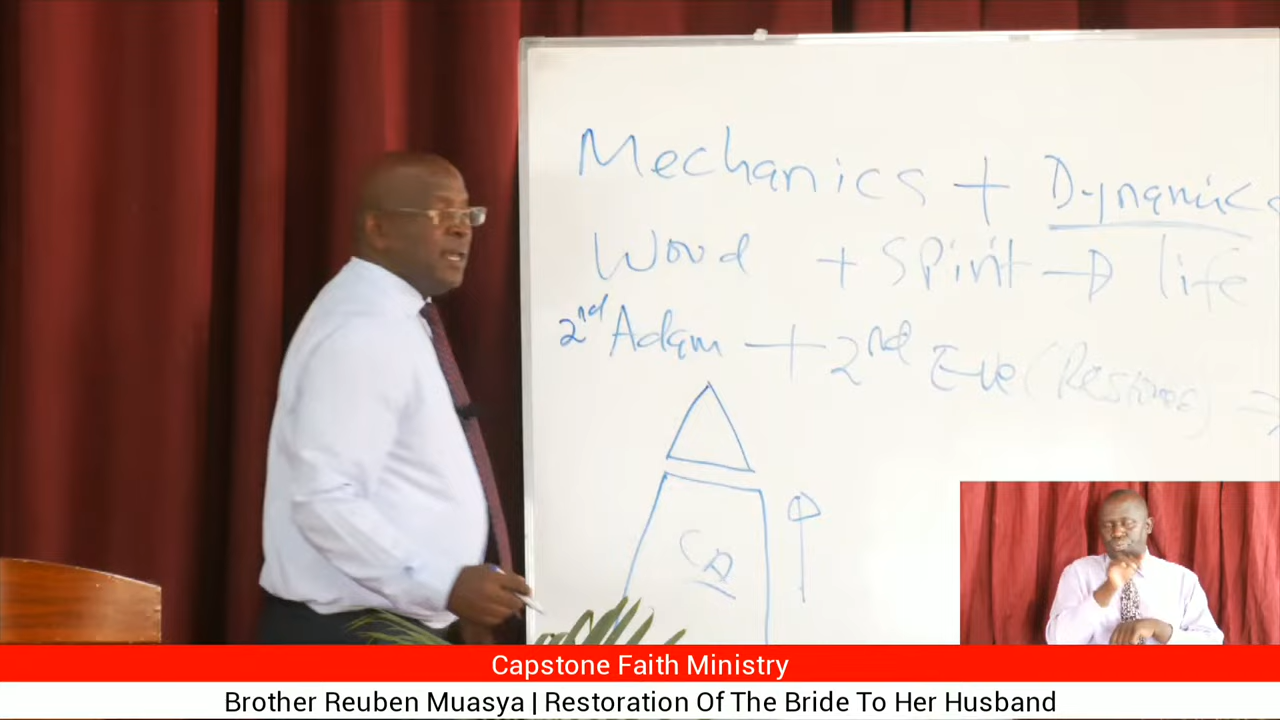 Mechanics + Dynamics
Word + Spirit → life
2nd Adam + 2nd Eve (Restored) →
Capstone Faith Ministry
Brother Reuben Muasya | Restoration Of The Bride To Her Husband